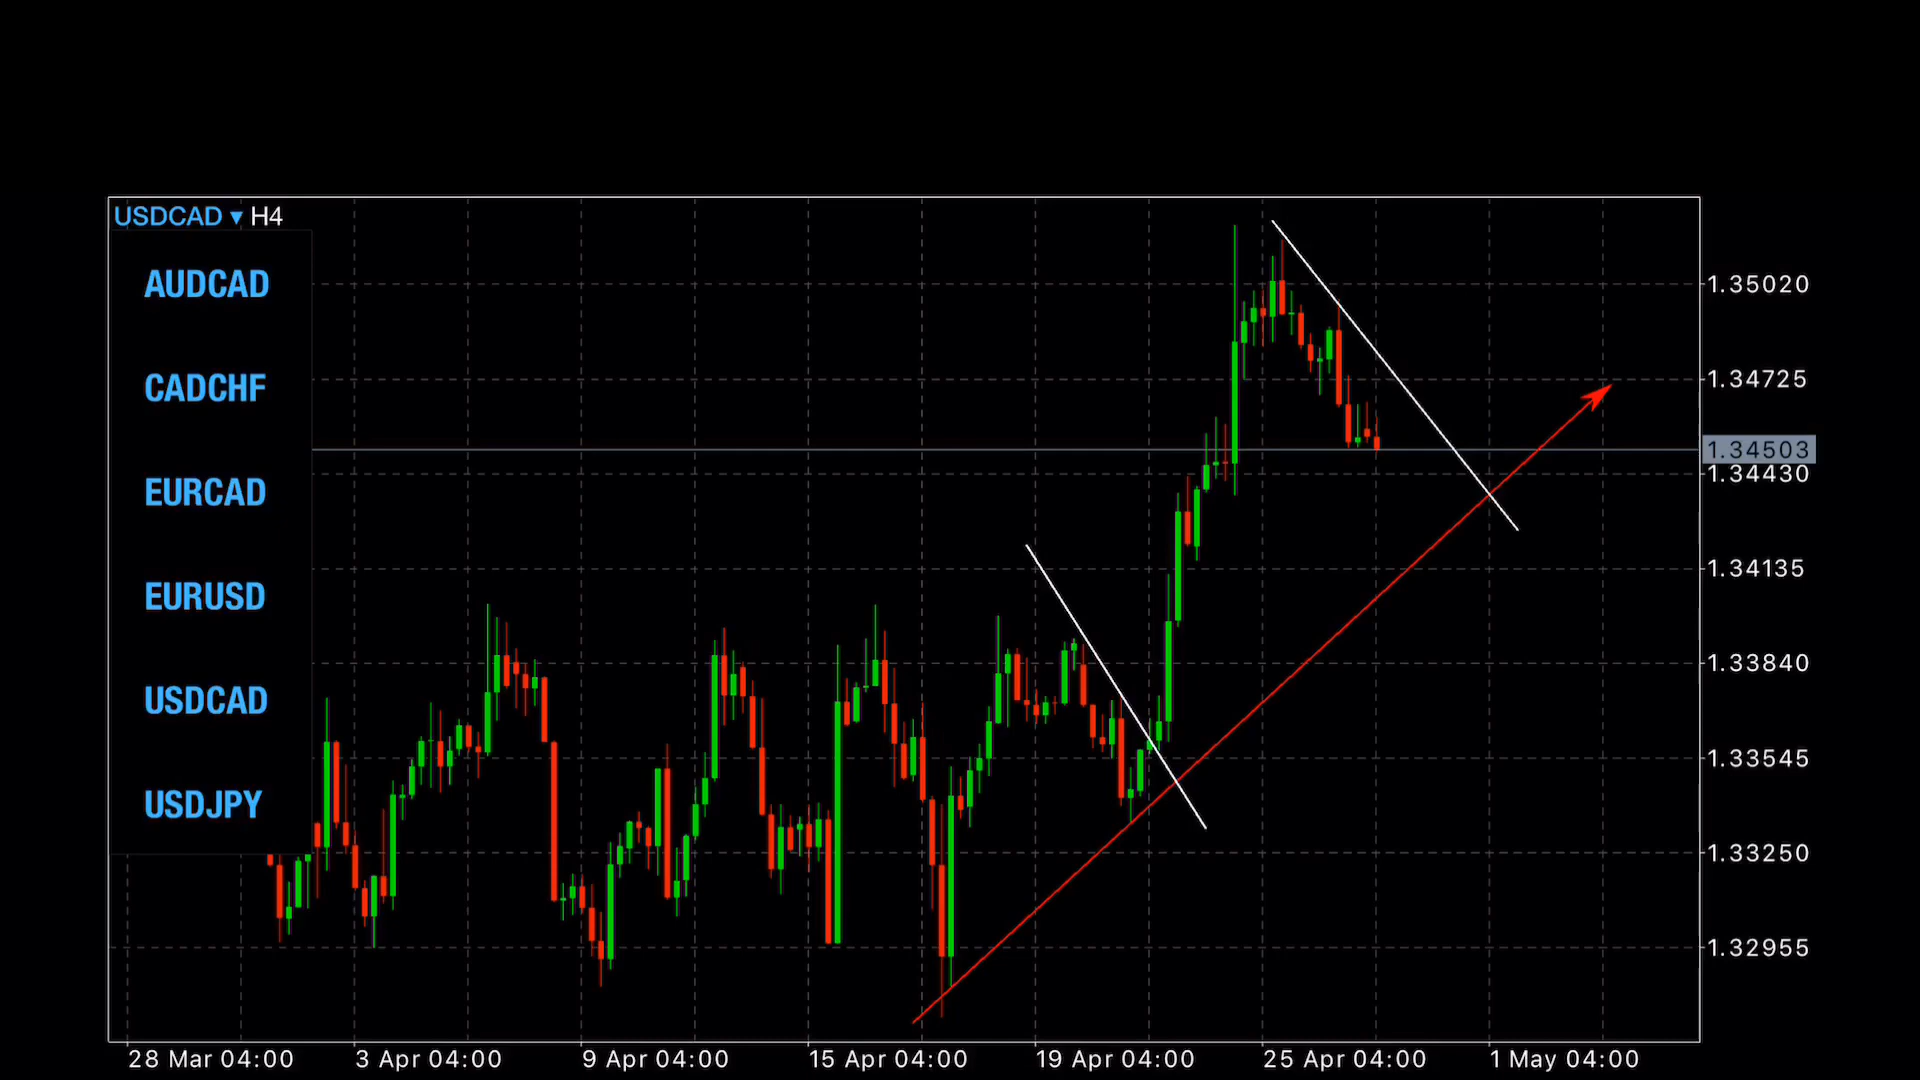 USDCAD ▾ H4
AUDCAD
CADCHF
EURCAD
EURUSD
USDCAD
USDJPY
1.35020
1.34725
1.34503
1.34430
1.34135
1.33840
1.33545
1.33250
1.32955
28 Mar 04:00 3 Apr 04:00 9 Apr 04:00 15 Apr 04:00 19 Apr 04:00 25 Apr 04:00 1 May 04:00